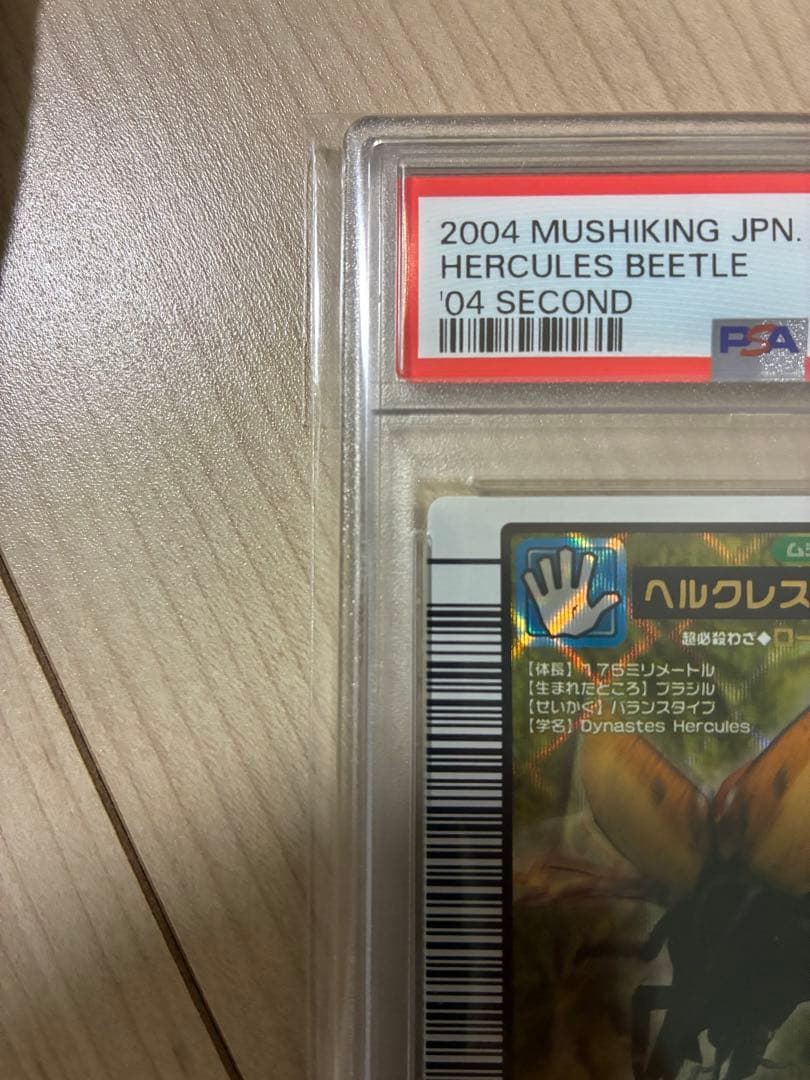 2004 MUSHIKING JPN.
HERCULES BEETLE
'04 SECOND
PSA
ムシ
ヘルクレス
超必殺わざ◆ロー
【体長】175ミリメートル
【生まれたところ】ブラジル
【せいかく】バランスタイプ
【学名】Dynastes Hercules